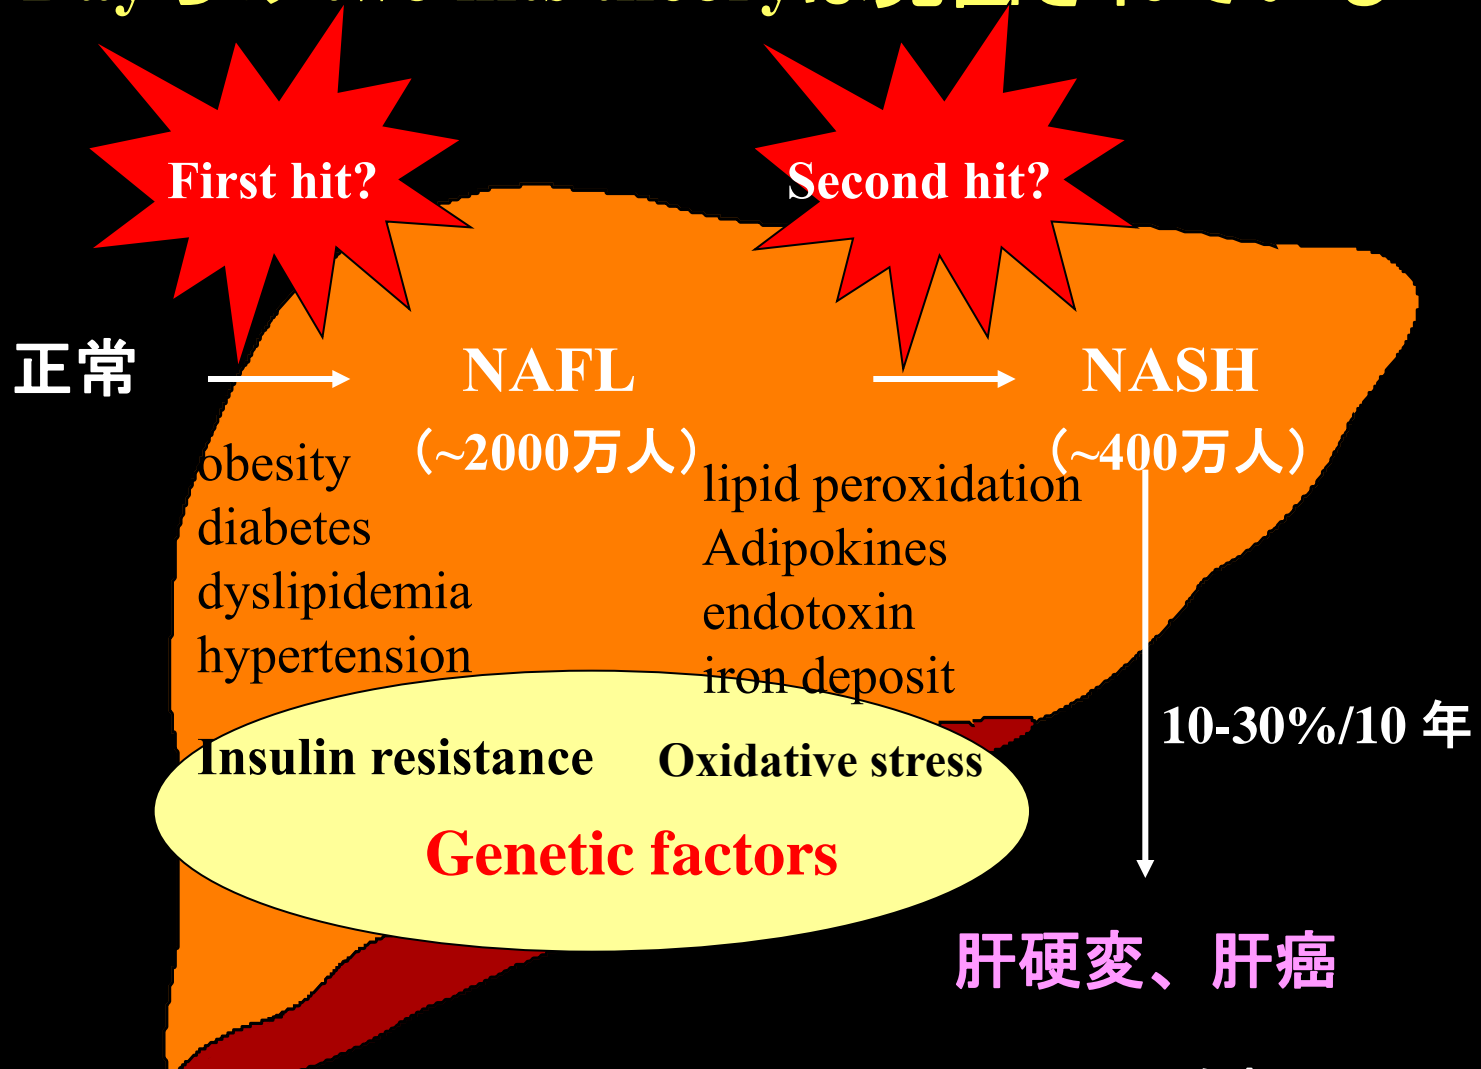 First hit?
Second hit?
正常
NAFL
NASH
（~2000万人）
（~400万人）
obesity
diabetes
dyslipidemia
hypertension
lipid peroxidation
Adipokines
endotoxin
iron deposit
10-30%/10 年
Insulin resistance
Oxidative stress
Genetic factors
肝硬変、肝癌